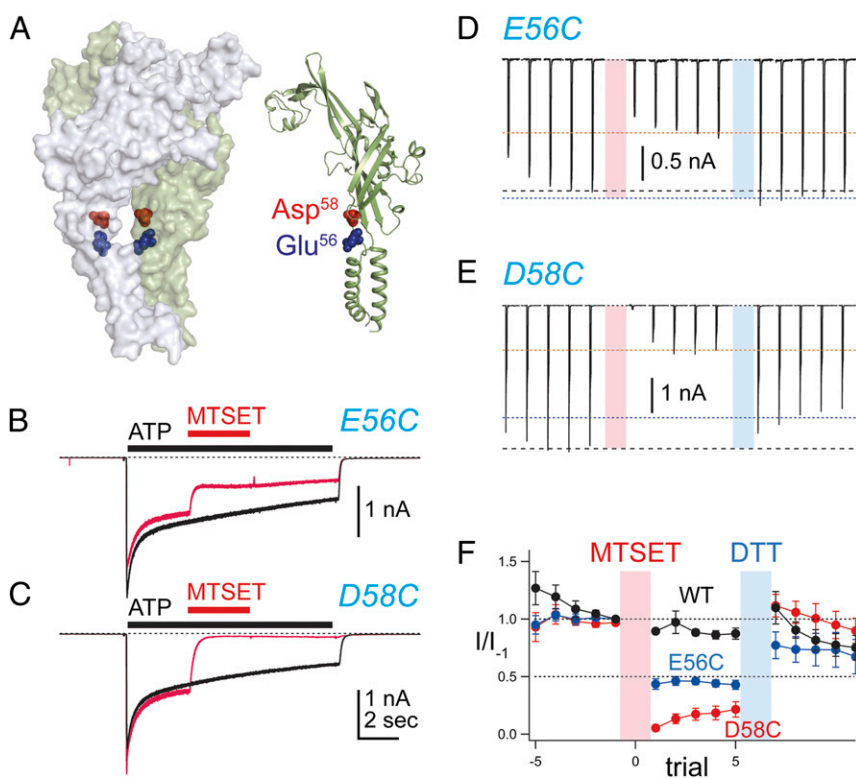 A
Asp58
Glu56
B
MTSET
ATP
E56C
1 nA
C
MTSET
ATP
D58C
1 nA
2 sec
D
E56C
0.5 nA
E
D58C
1 nA
F
MTSET
DTT
1.5
1.0
0.5
0.0
I/I-1
WT
E56C
D58C
-5
0
5
trial